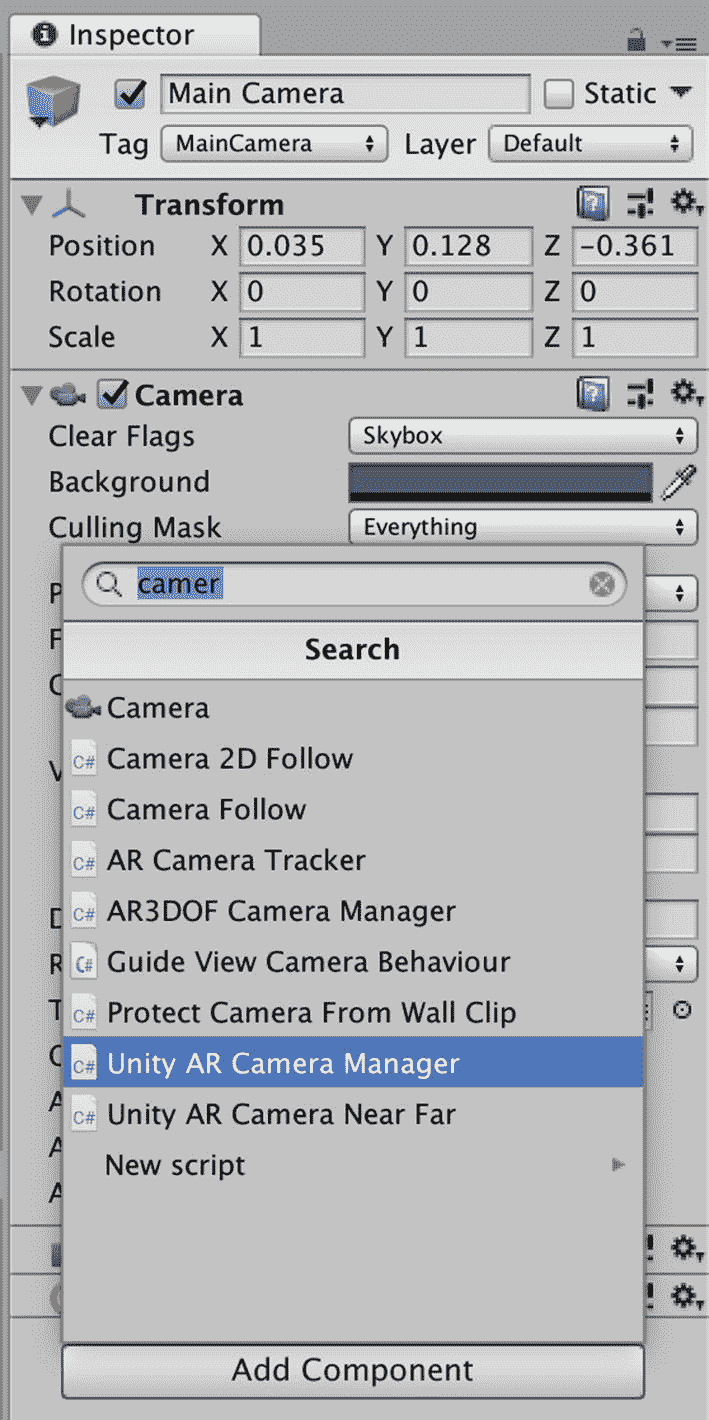 Inspector
Main Camera Static
Tag MainCamera Layer Default
Transform
Position X 0.035 Y 0.128 Z -0.361
Rotation X 0 Y 0 Z 0
Scale X 1 Y 1 Z 1
Camera
Clear Flags Skybox
Background
Culling Mask Everything
camer
Search
Camera
C# Camera 2D Follow
C# Camera Follow
C# AR Camera Tracker
C# AR3DOF Camera Manager
C# Guide View Camera Behaviour
C# Protect Camera From Wall Clip
C# Unity AR Camera Manager
C# Unity AR Camera Near Far
New script
Add Component